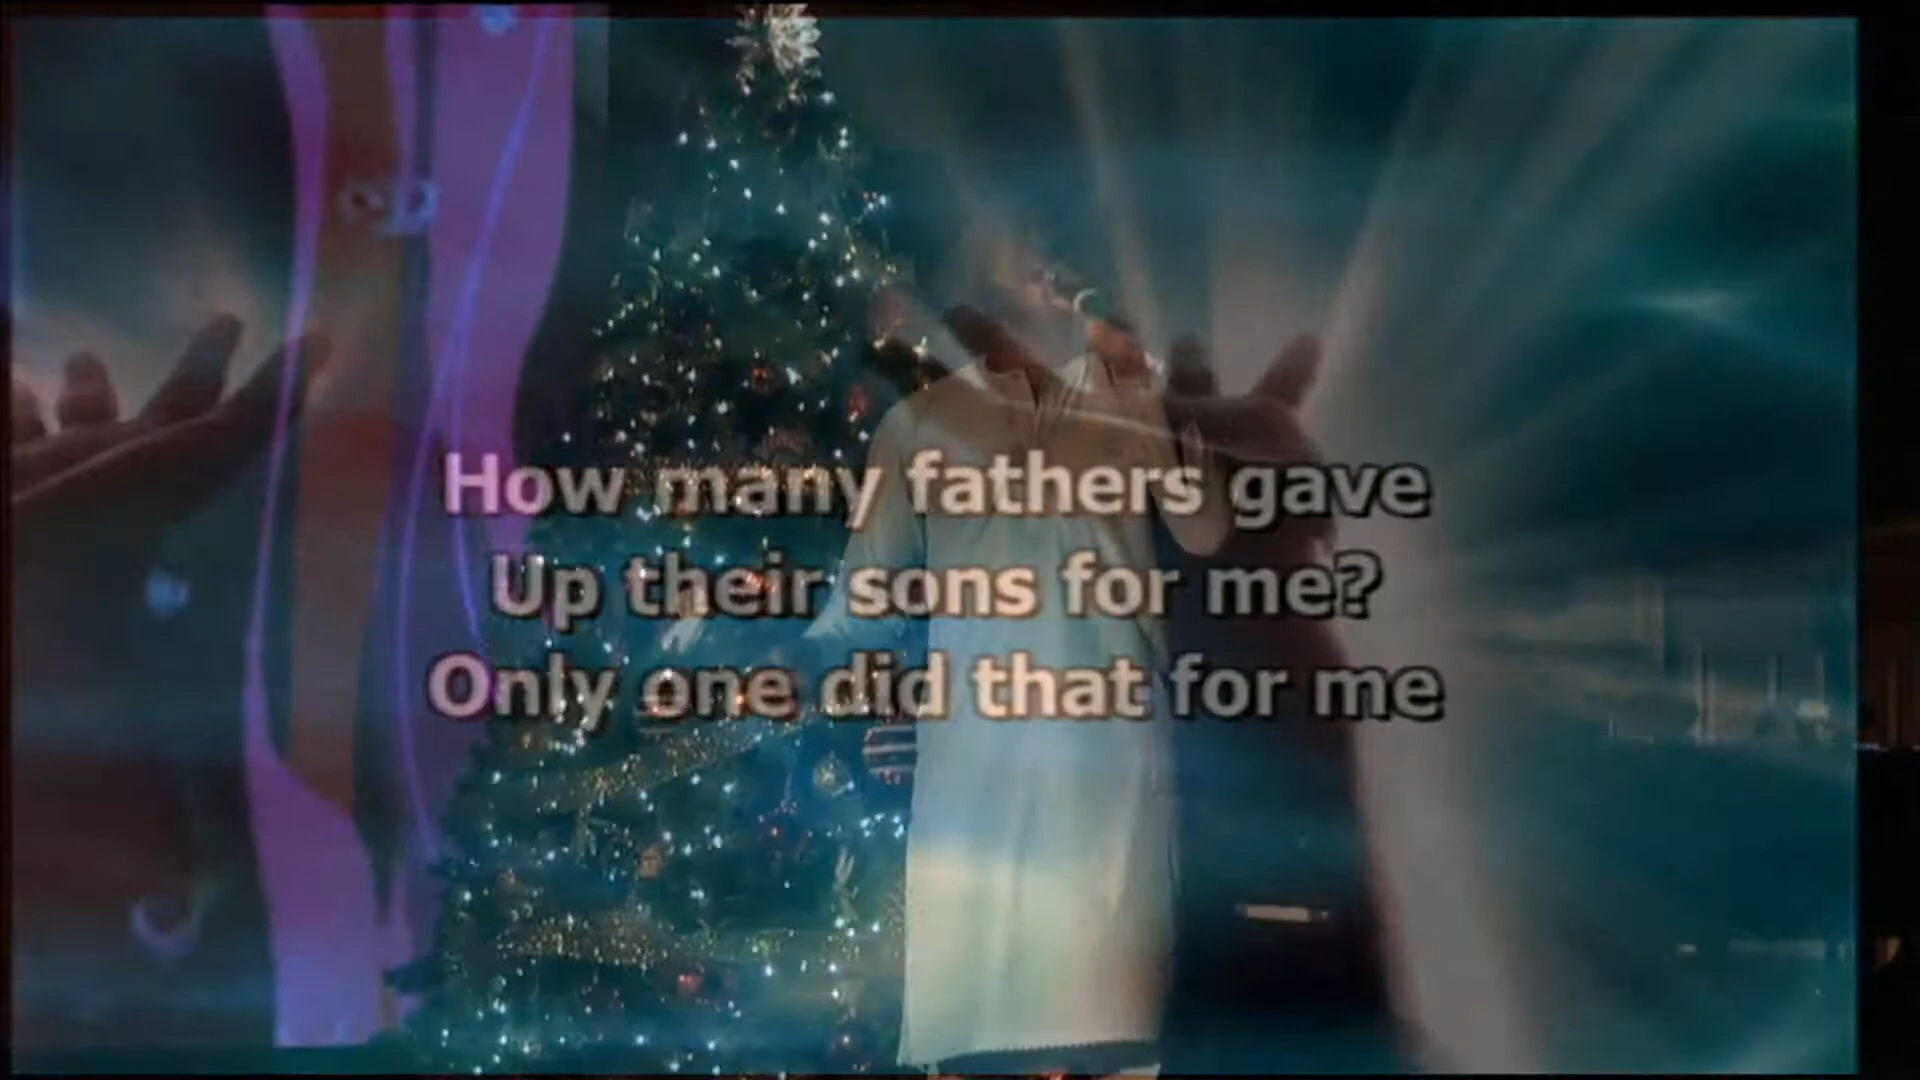 How many fathers gave
Up their sons for me?
Only one did that for me